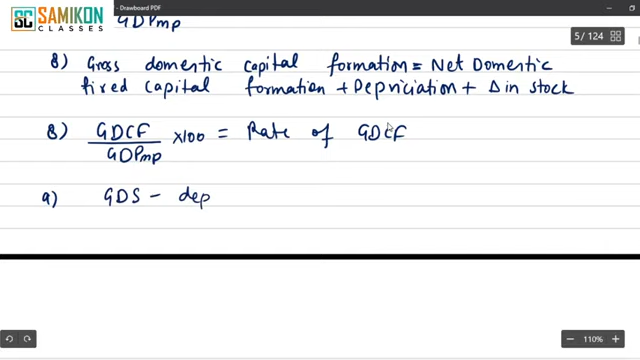 Drawboard PDF
SC SAMIKON
CLASSES
GDPmp
5 / 124
8) Gross domestic capital formation = Net Domestic
fixed capital formation + Depriciation + Δ in stock
8) GDCF
GDPmp ×100 = Rate of GDCF
9) GDS - dep
110%